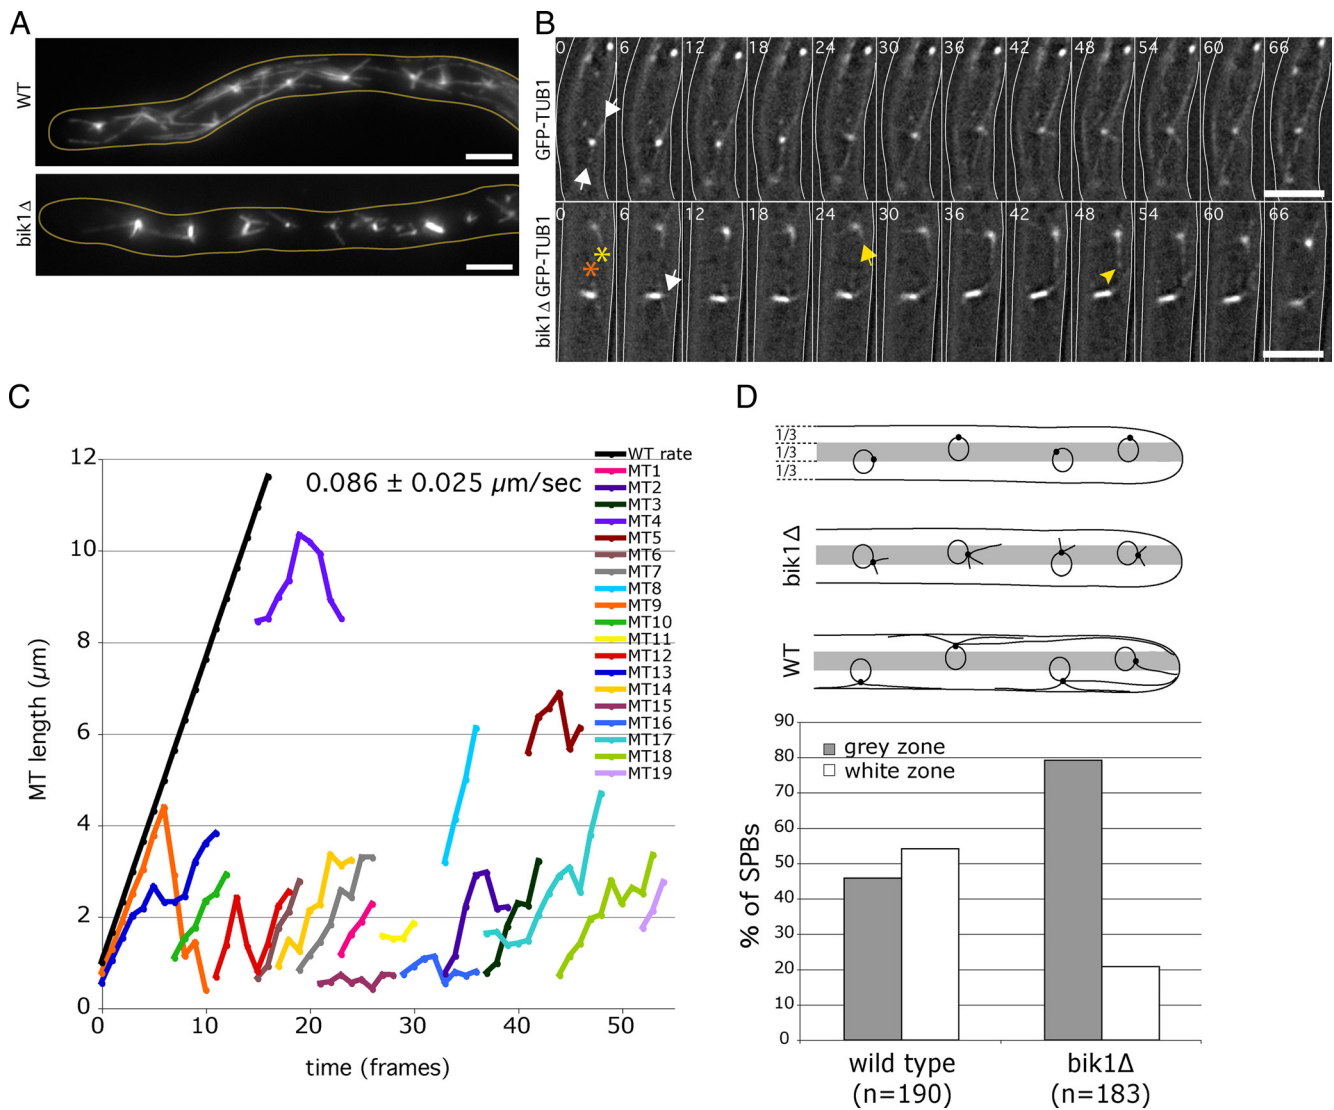 A
WT
bik1Δ
B
GFP-TUB1
0 6 12 18 24 30 36 42 48 54 60 66
bik1Δ GFP-TUB1
0 6 12 18 24 30 36 42 48 54 60 66
* *
C
0.086 ± 0.025 μm/sec
MT length (μm)
12
10
8
6
4
2
0
0 10 20 30 40 50
time (frames)
WT rate
MT1
MT2
MT3
MT4
MT5
MT6
MT7
MT8
MT9
MT10
MT11
MT12
MT13
MT14
MT15
MT16
MT17
MT18
MT19
D
1/3
1/3
1/3
bik1Δ
WT
% of SPBs
90
80
70
60
50
40
30
20
10
0
grey zone
white zone
wild type
(n=190)
bik1Δ
(n=183)